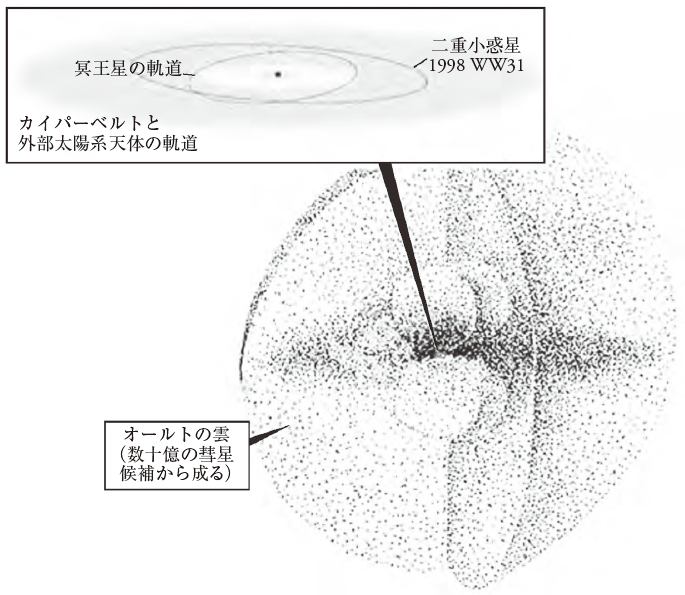 二重小惑星
1998 WW31
冥王星の軌道
カイパーベルトと
外部太陽系天体の軌道
オールトの雲
(数十億の彗星
候補から成る)